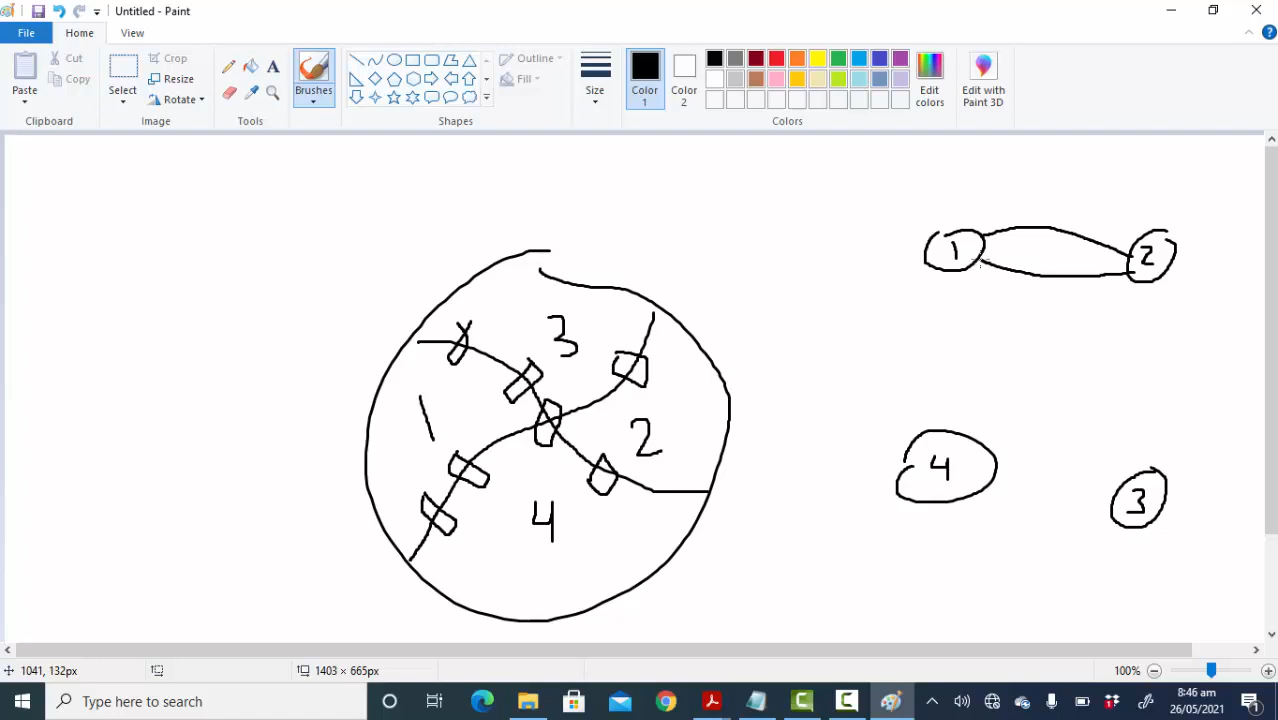 Untitled - Paint
File Home View
Paste
Cut
Copy
Clipboard
Select
Crop
Resize
Rotate
Image
A
Tools
Brushes
Shapes
Outline
Fill
Size
Color 1
Color 2
Edit colors
Colors
Edit with Paint 3D
1 2
3
1 2
4
4 3
1041, 132px
1403 × 665px
100%
Type here to search
8:46 am
26/05/2021